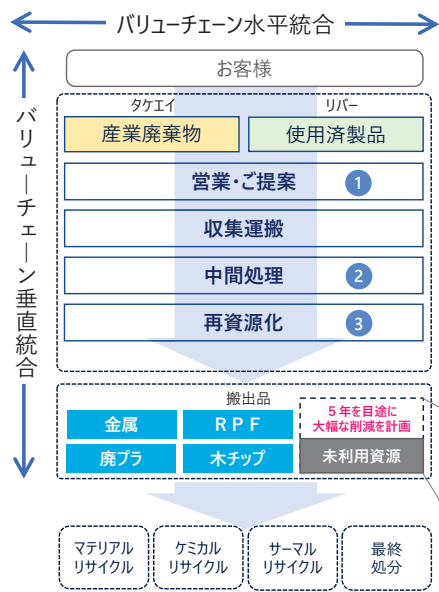 バリューチェーン水平統合
バリューチェーン垂直統合
お客様
タケエイ
リバー
産業廃棄物
使用済製品
営業・ご提案
1
収集運搬
中間処理
2
再資源化
3
搬出品
金属
RPF
5年を目途に
大幅な削減を計画
廃プラ
木チップ
未利用資源
マテリアル
リサイクル
ケミカル
リサイクル
サーマル
リサイクル
最終
処分